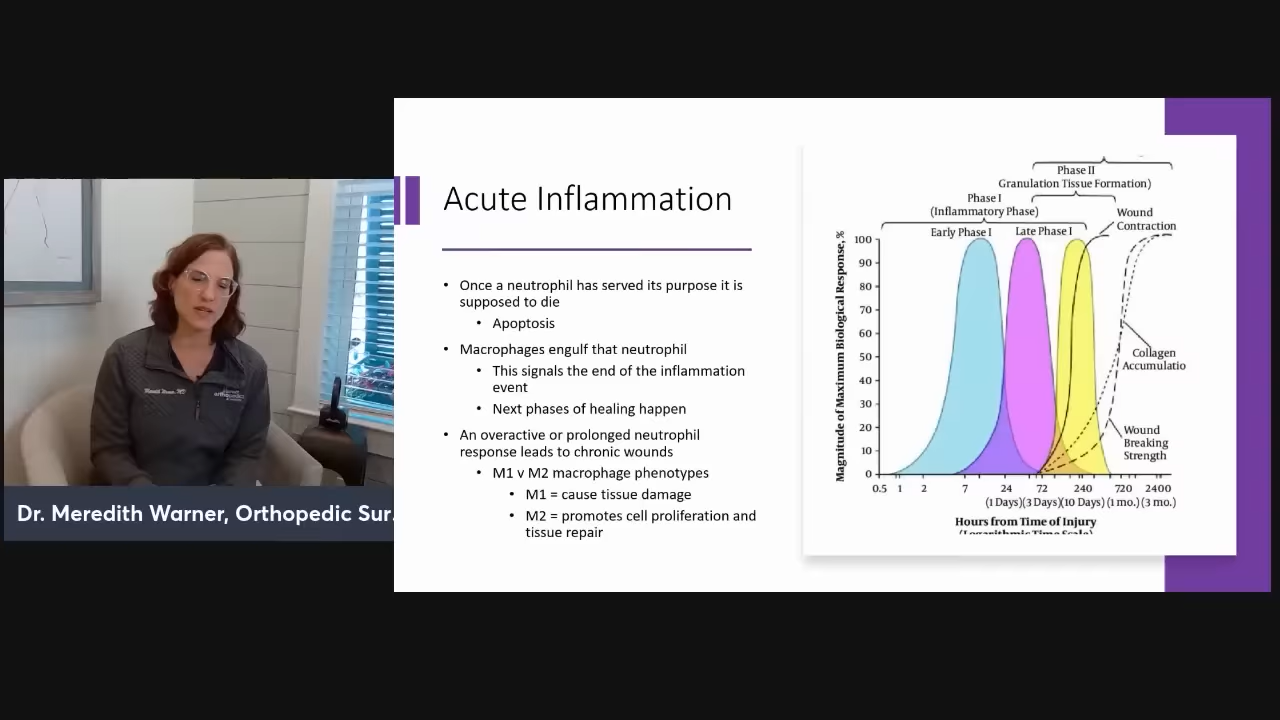 Acute Inflammation
• Once a neutrophil has served its purpose it is
supposed to die
• Apoptosis
• Macrophages engulf that neutrophil
• This signals the end of the inflammation
event
• Next phases of healing happen
• An overactive or prolonged neutrophil
response leads to chronic wounds
• M1 v M2 macrophage phenotypes
• M1 = cause tissue damage
• M2 = promotes cell proliferation and
tissue repair
Phase II
Granulation Tissue Formation)
Phase I
(Inflammatory Phase)
Early Phase I
Late Phase I
Wound
Contraction
Magnitude of Maximum Biological Response, %
100
90
80
70
60
50
40
30
20
10
0
Collagen
Accumulatio
Wound
Breaking
Strength
0.5 1 2 7 24 72 240 720 2400
(1 Days)(3 Days)(10 Days)(1 mo.)(3 mo.)
Hours from Time of Injury
(Logarithmic Time Scale)
Dr. Meredith Warner, Orthopedic Sur.